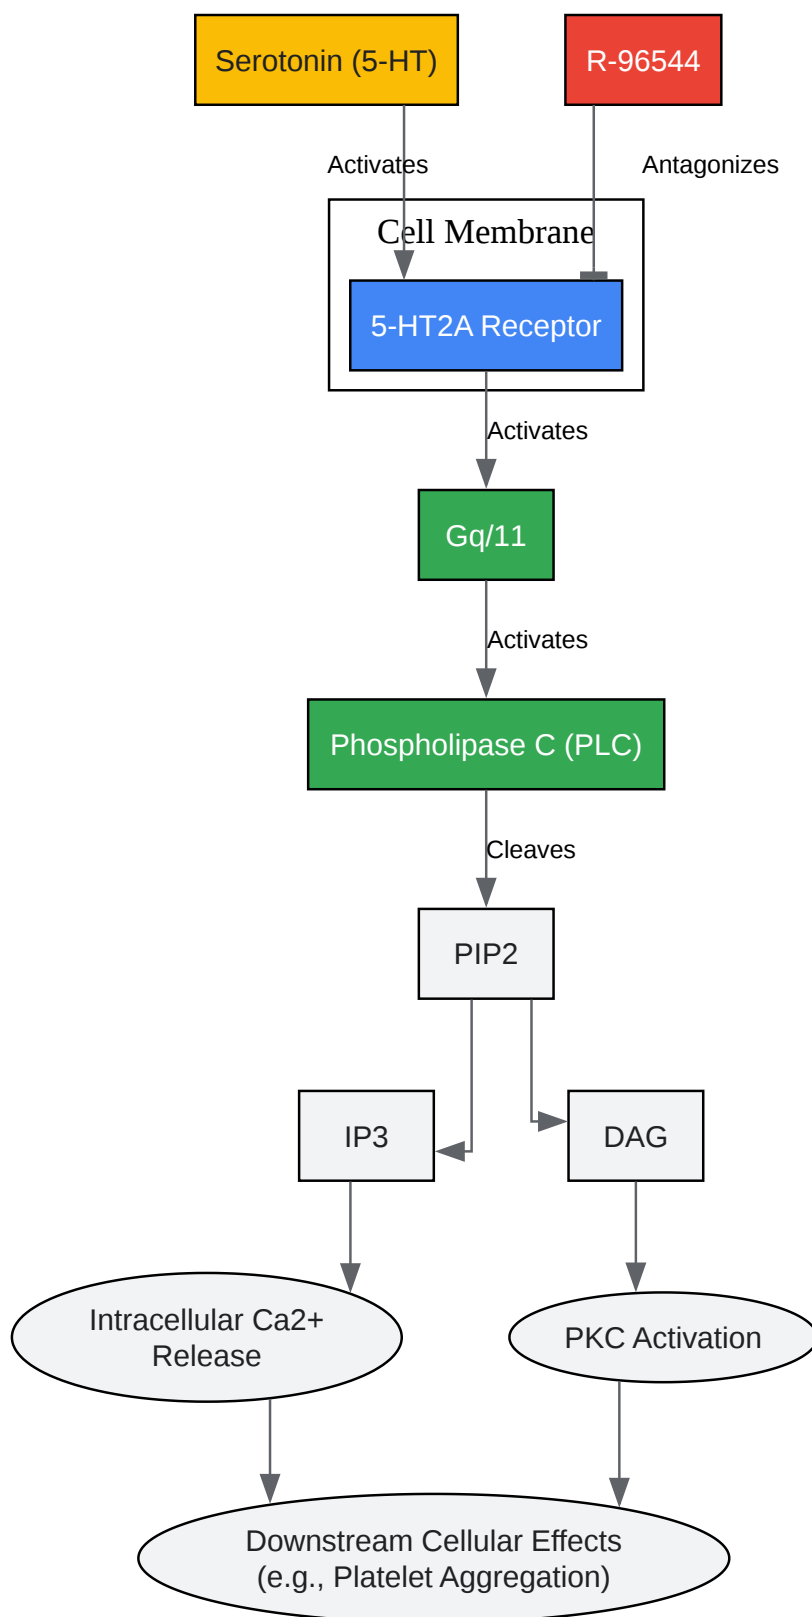 Serotonin (5-HT)
R-96544
Activates
Antagonizes
Cell Membrane
5-HT2A Receptor
Activates
Gq/11
Activates
Phospholipase C (PLC)
Cleaves
PIP2
IP3
DAG
Intracellular Ca2+
Release
PKC Activation
Downstream Cellular Effects
(e.g., Platelet Aggregation)